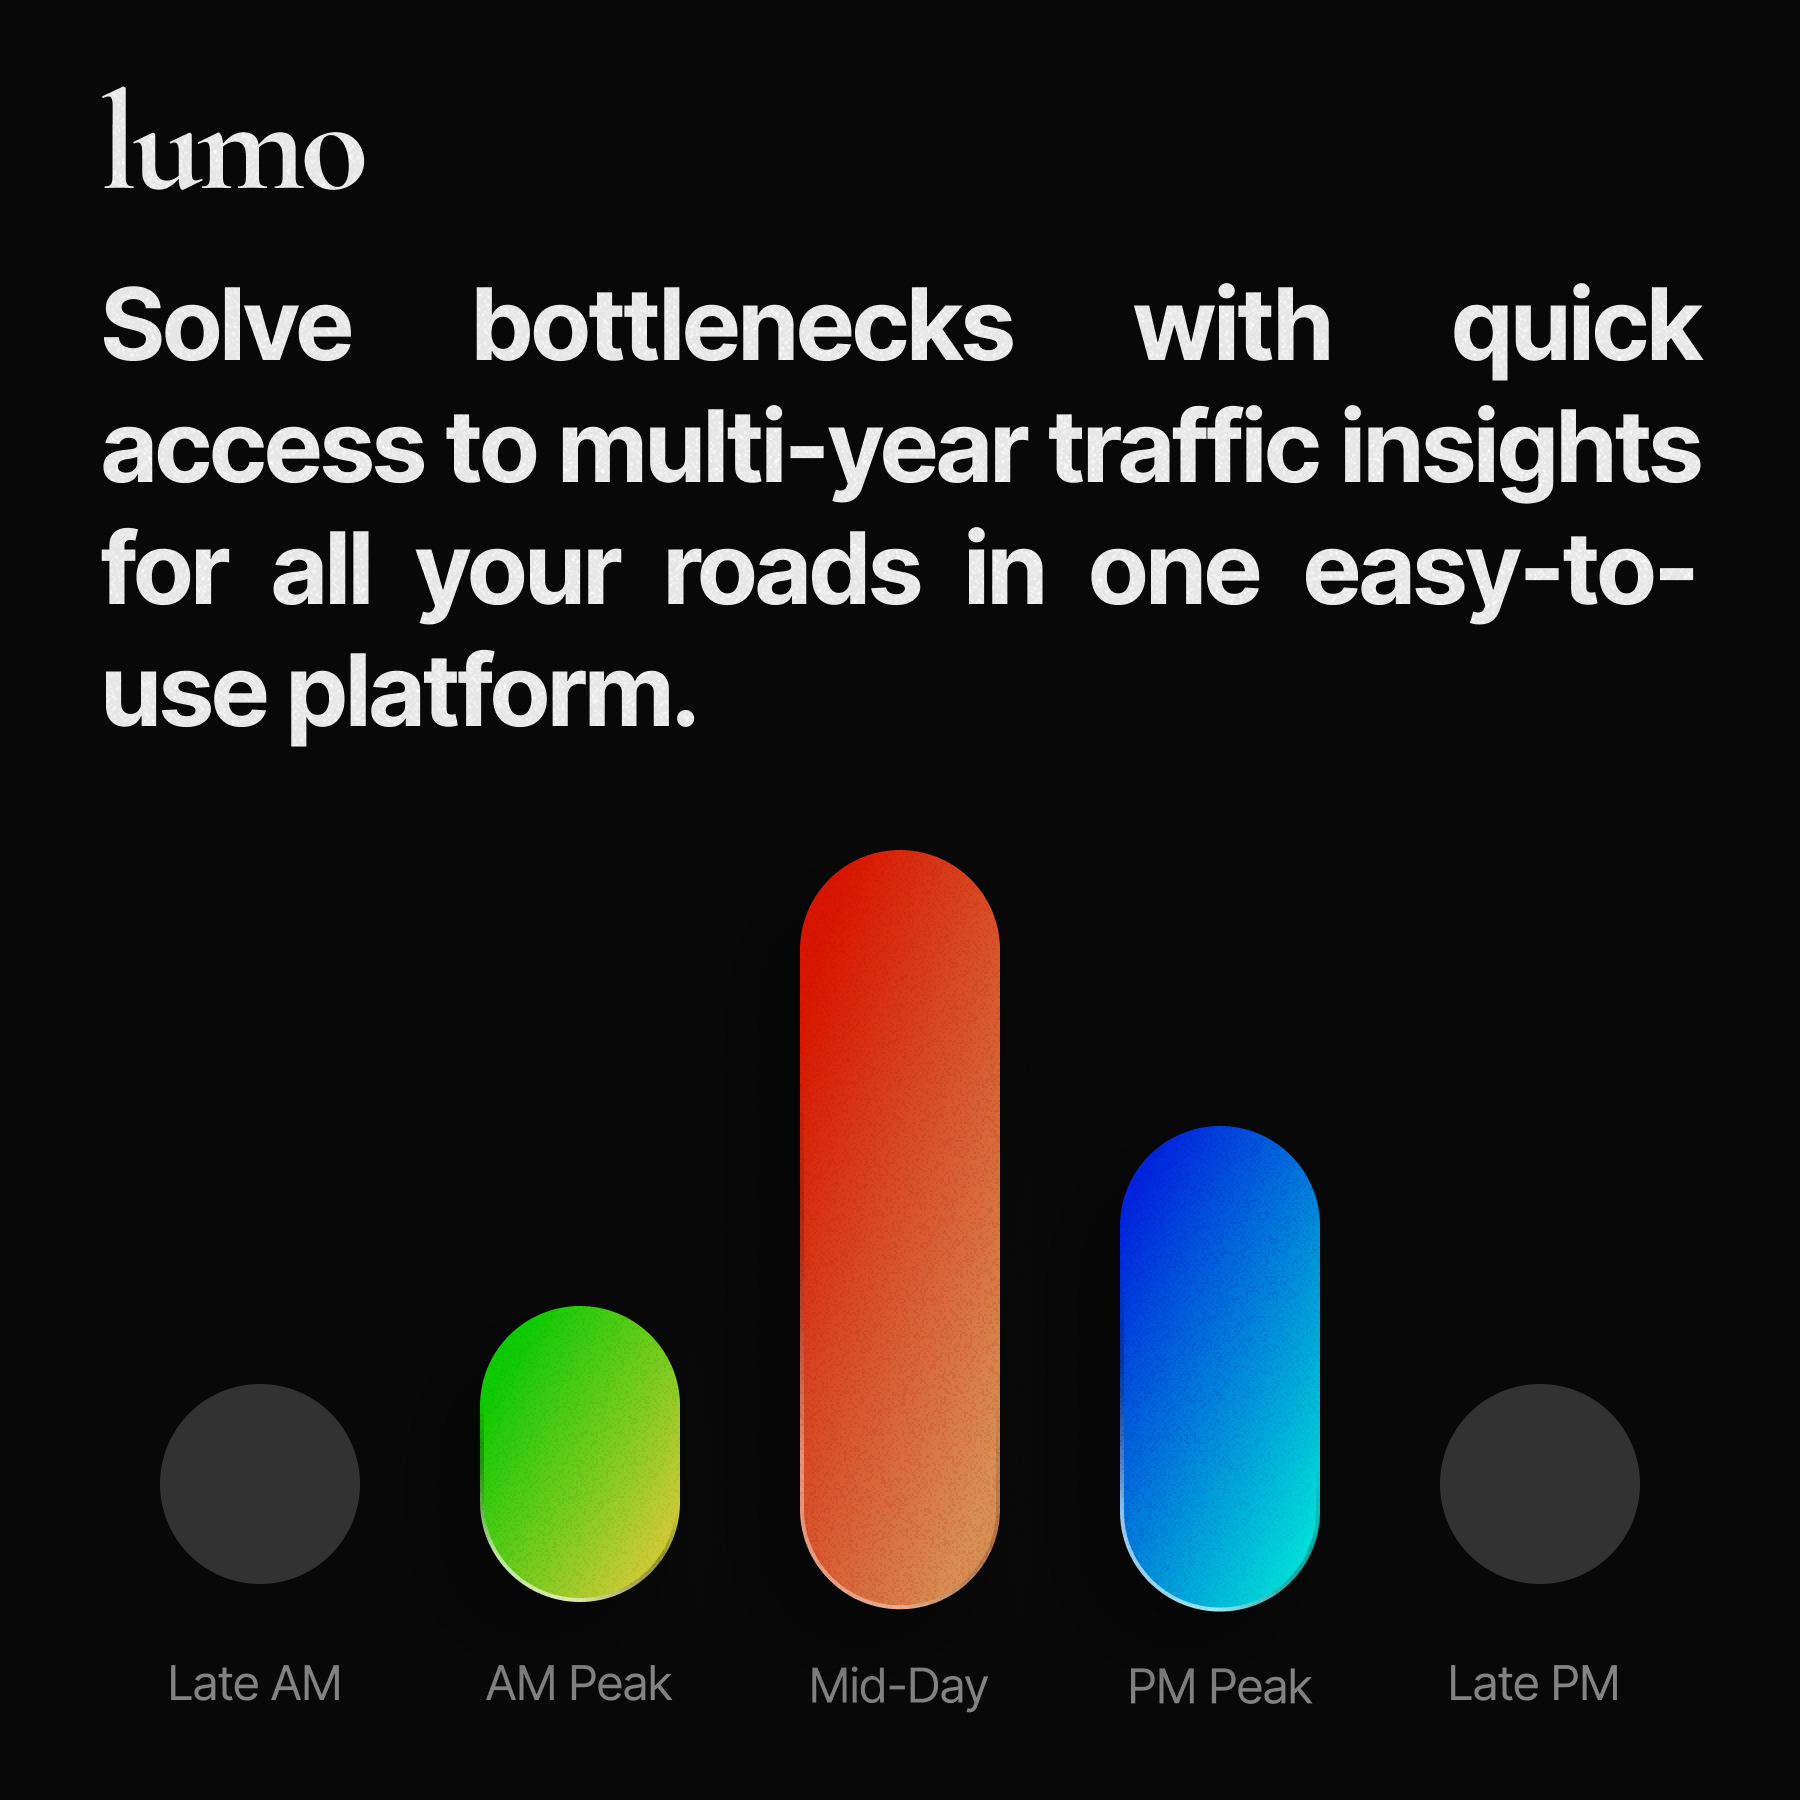 lumo
Solve bottlenecks with quick
access to multi-year traffic insights
for all your roads in one easy-to-
use platform.
Late AM
AM Peak
Mid-Day
PM Peak
Late PM